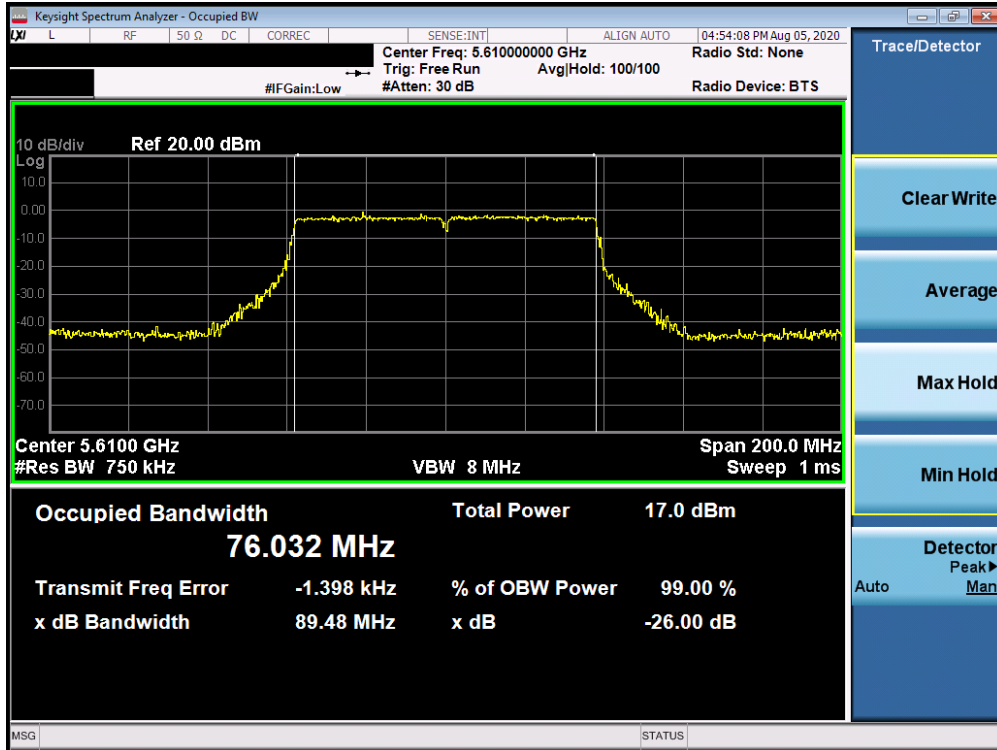 Keysight Spectrum Analyzer - Occupied BW
LXI L RF 50 Ω DC CORREC SENSE:INT ALIGN AUTO 04:54:08 PM Aug 05, 2020
Center Freq: 5.610000000 GHz Radio Std: None
Trig: Free Run Avg|Hold: 100/100
#IFGain:Low #Atten: 30 dB Radio Device: BTS
10 dB/div Ref 20.00 dBm
Log
10.0
0.00
-10.0
-20.0
-30.0
-40.0
-50.0
-60.0
-70.0
Center 5.6100 GHz Span 200.0 MHz
#Res BW 750 kHz VBW 8 MHz Sweep 1 ms
Occupied Bandwidth Total Power 17.0 dBm
76.032 MHz
Transmit Freq Error -1.398 kHz % of OBW Power 99.00 %
x dB Bandwidth 89.48 MHz x dB -26.00 dB
MSG STATUS
Trace/Detector
Clear Write
Average
Max Hold
Min Hold
Detector
Peak▶
Auto Man